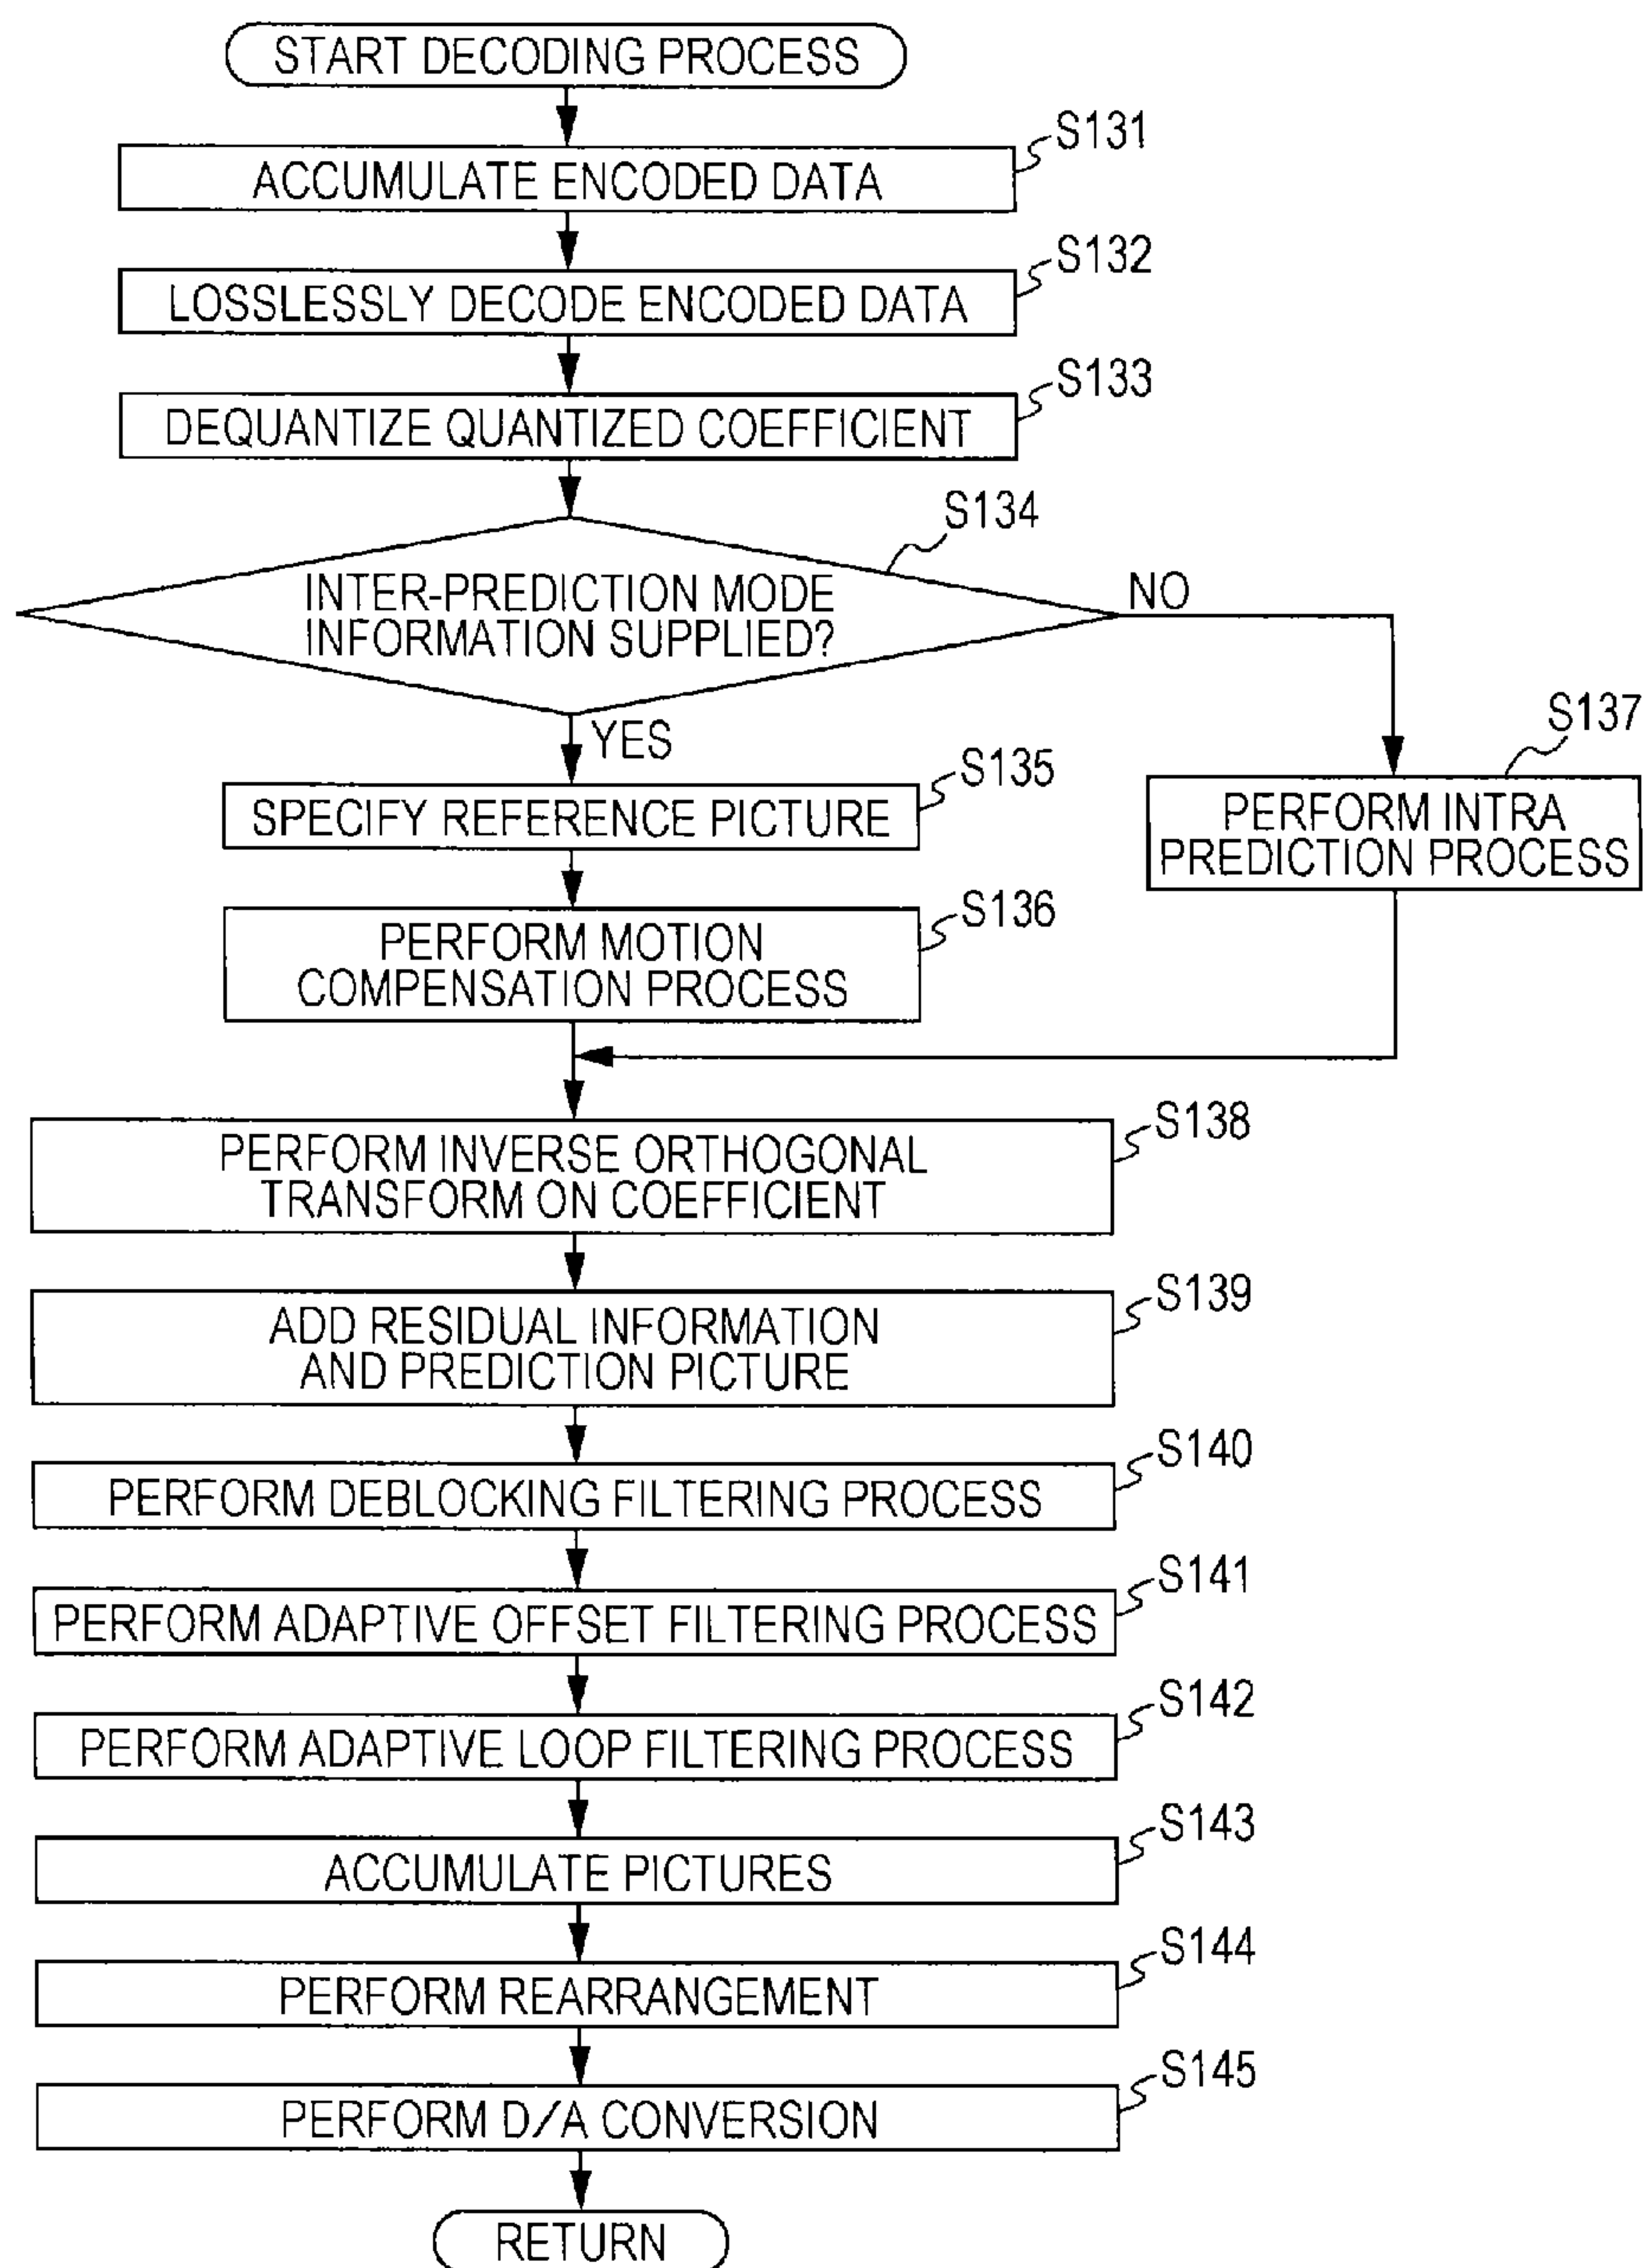 START DECODING PROCESS
S131
ACCUMULATE ENCODED DATA
S132
LOSSLESSLY DECODE ENCODED DATA
S133
DEQUANTIZE QUANTIZED COEFFICIENT
S134
INTER-PREDICTION MODE
INFORMATION SUPPLIED?
NO
YES
S135
SPECIFY REFERENCE PICTURE
S137
PERFORM INTRA
PREDICTION PROCESS
S136
PERFORM MOTION
COMPENSATION PROCESS
S138
PERFORM INVERSE ORTHOGONAL
TRANSFORM ON COEFFICIENT
S139
ADD RESIDUAL INFORMATION
AND PREDICTION PICTURE
S140
PERFORM DEBLOCKING FILTERING PROCESS
S141
PERFORM ADAPTIVE OFFSET FILTERING PROCESS
S142
PERFORM ADAPTIVE LOOP FILTERING PROCESS
S143
ACCUMULATE PICTURES
S144
PERFORM REARRANGEMENT
S145
PERFORM D/A CONVERSION
RETURN